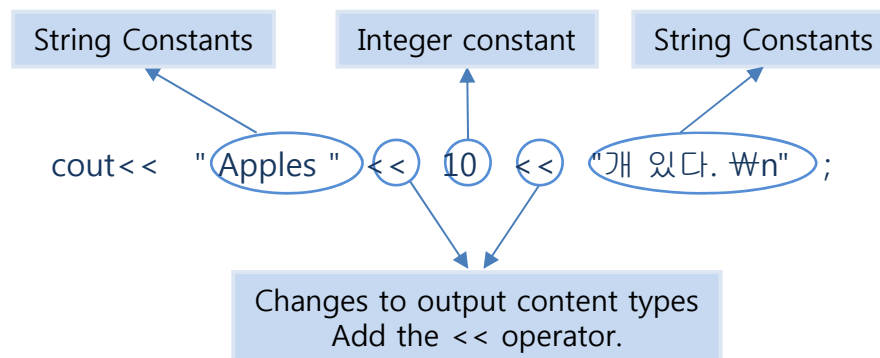 String Constants
Integer constant
String Constants
cout<< " Apples " << 10 << "개 있다. ₩n" ;
Changes to output content types
Add the << operator.